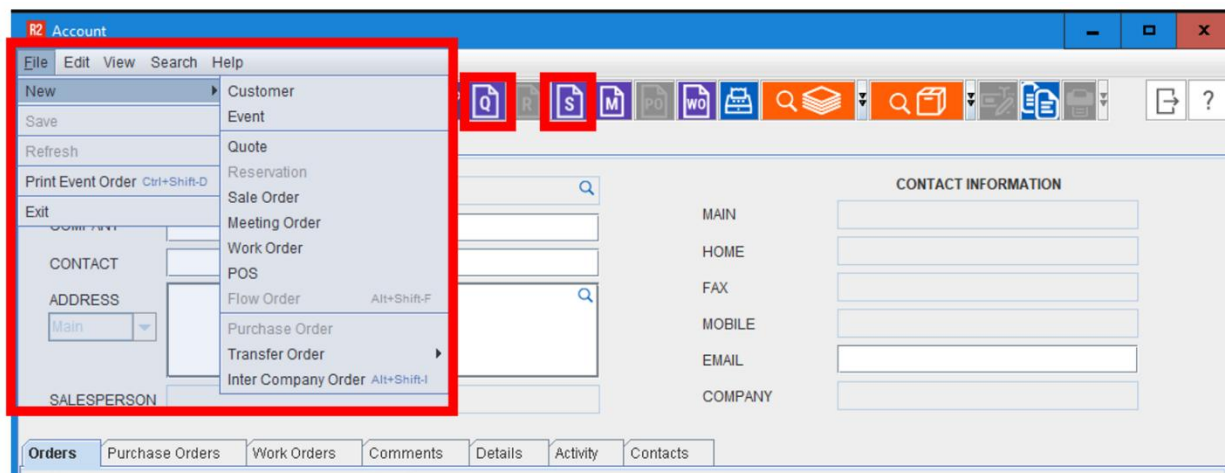 R2 Account
File Edit View Search Help
New Customer
Event
Quote
Reservation
Sale Order
Meeting Order
Work Order
POS
Flow Order Alt+Shift-F
Purchase Order
Transfer Order
Inter Company Order Alt+Shift-I
Save
Refresh
Print Event Order Ctrl+Shift-D
Exit
Q R S M PO WO ?
CONTACT
ADDRESS
Main
SALESPERSON
CONTACT INFORMATION
MAIN
HOME
FAX
MOBILE
EMAIL
COMPANY
Orders Purchase Orders Work Orders Comments Details Activity Contacts